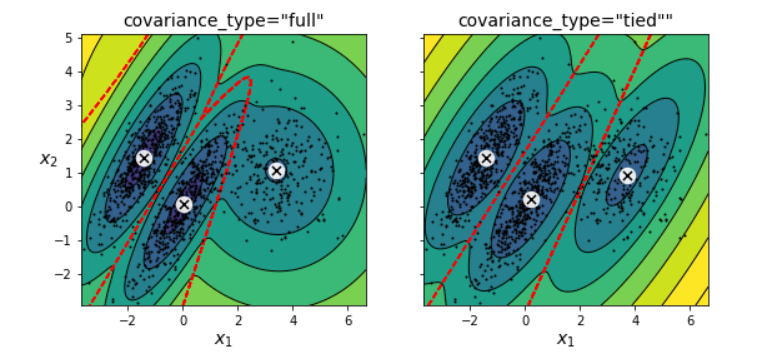 covariance_type="full"
covariance_type="tied""
5
4
3
2
1
0
−1
−2
x₂
−2 0 2 4 6
−2 0 2 4 6
x₁
x₁